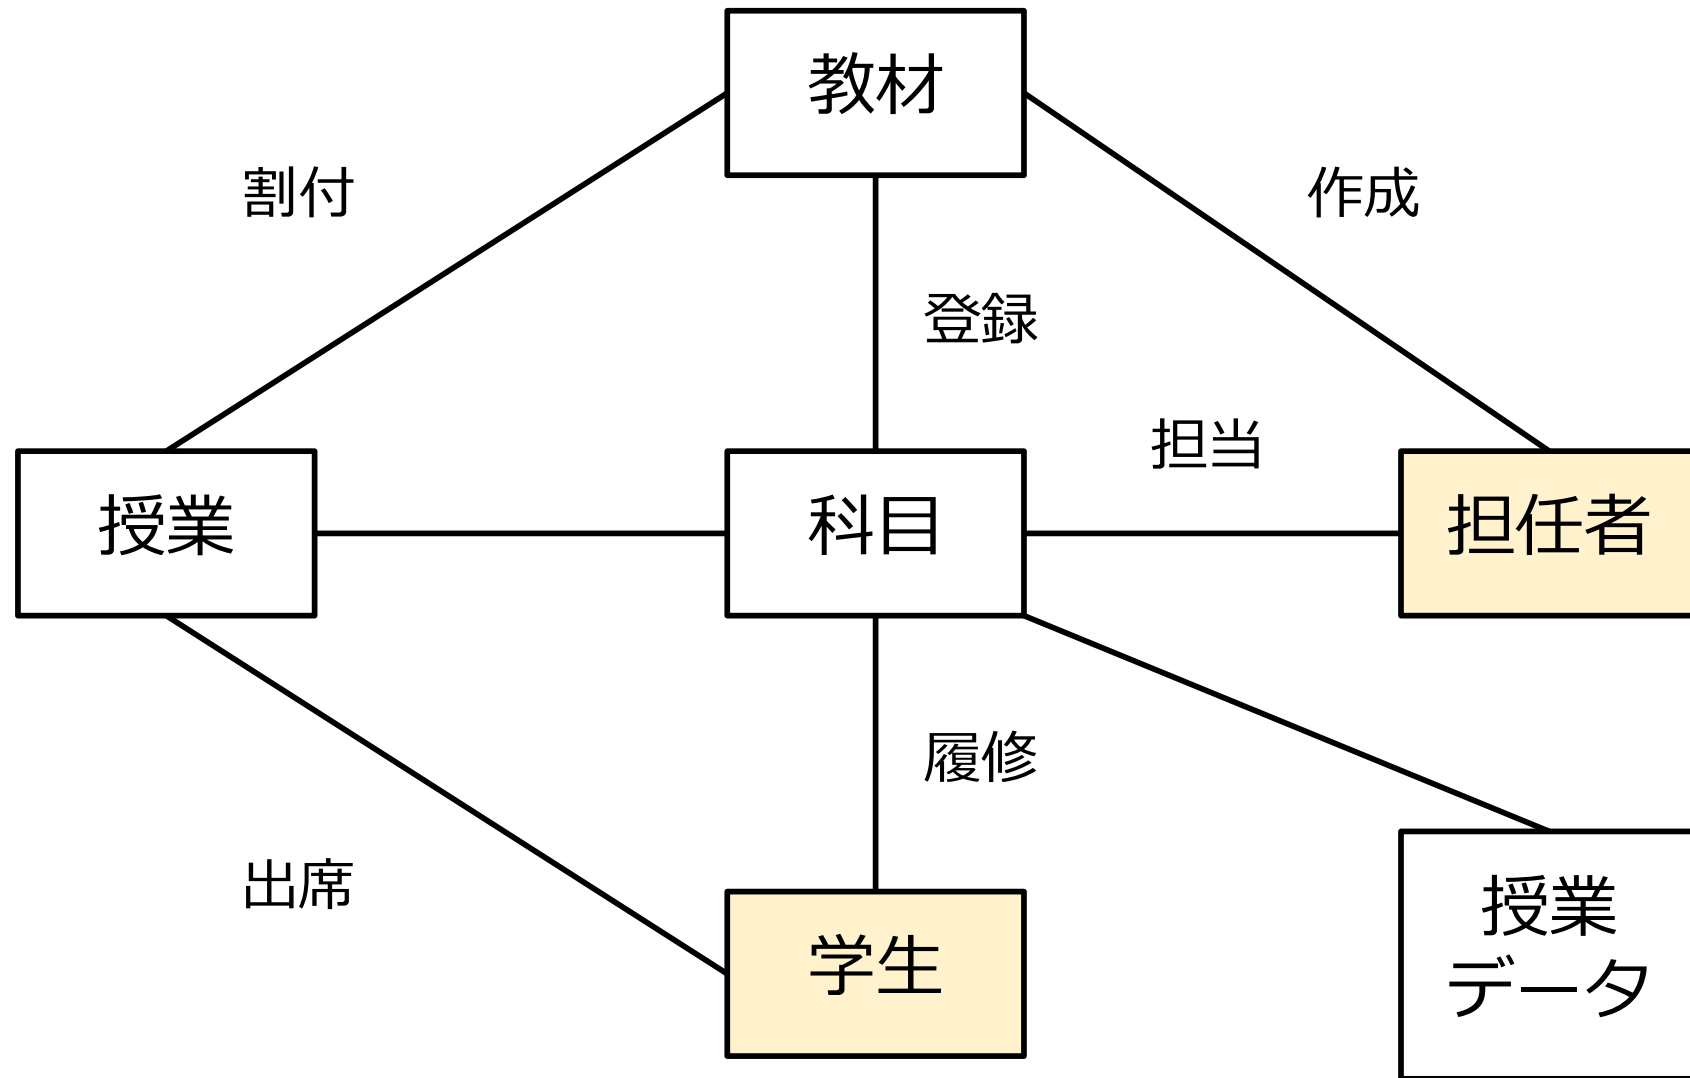 教材
割付
作成
登録
担当
授業
科目
担任者
履修
出席
学生
授業
データ